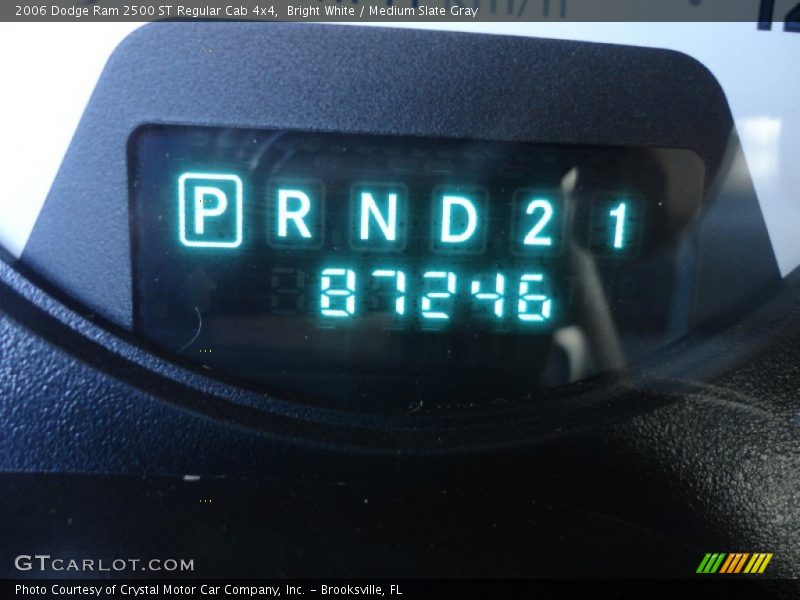 2006 Dodge Ram 2500 ST Regular Cab 4x4,  Bright White / Medium Slate Gray
P R N D 2 1
87246
GTCARLOT.COM
Photo Courtesy of Crystal Motor Car Company, Inc. – Brooksville, FL